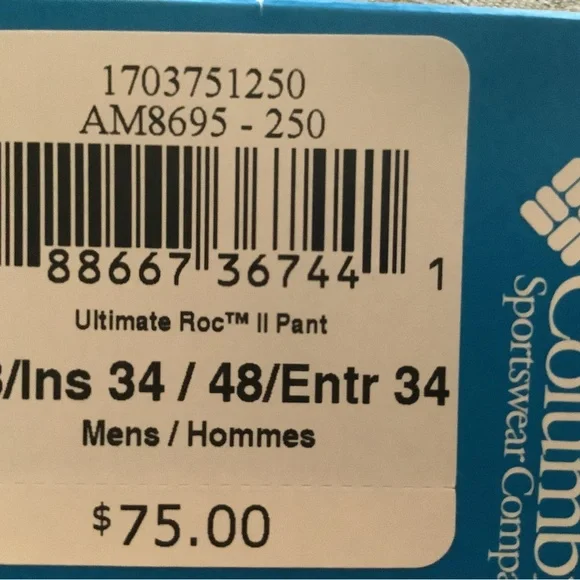 1703751250
AM8695 - 250
88667 36744 1
Ultimate Roc™ II Pant
/Ins 34 / 48/Entr 34
Mens / Hommes
$75.00
Columb
Sportswear Compa